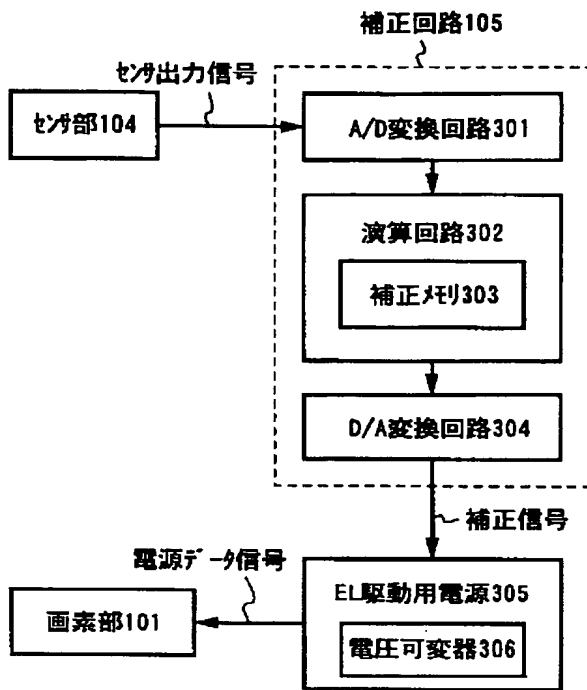 補正回路105
センサ出力信号
センサ部104
A/D変換回路301
演算回路302
補正メモリ303
D/A変換回路304
補正信号
電源データ信号
EL駆動用電源305
画素部101
電圧可変器306